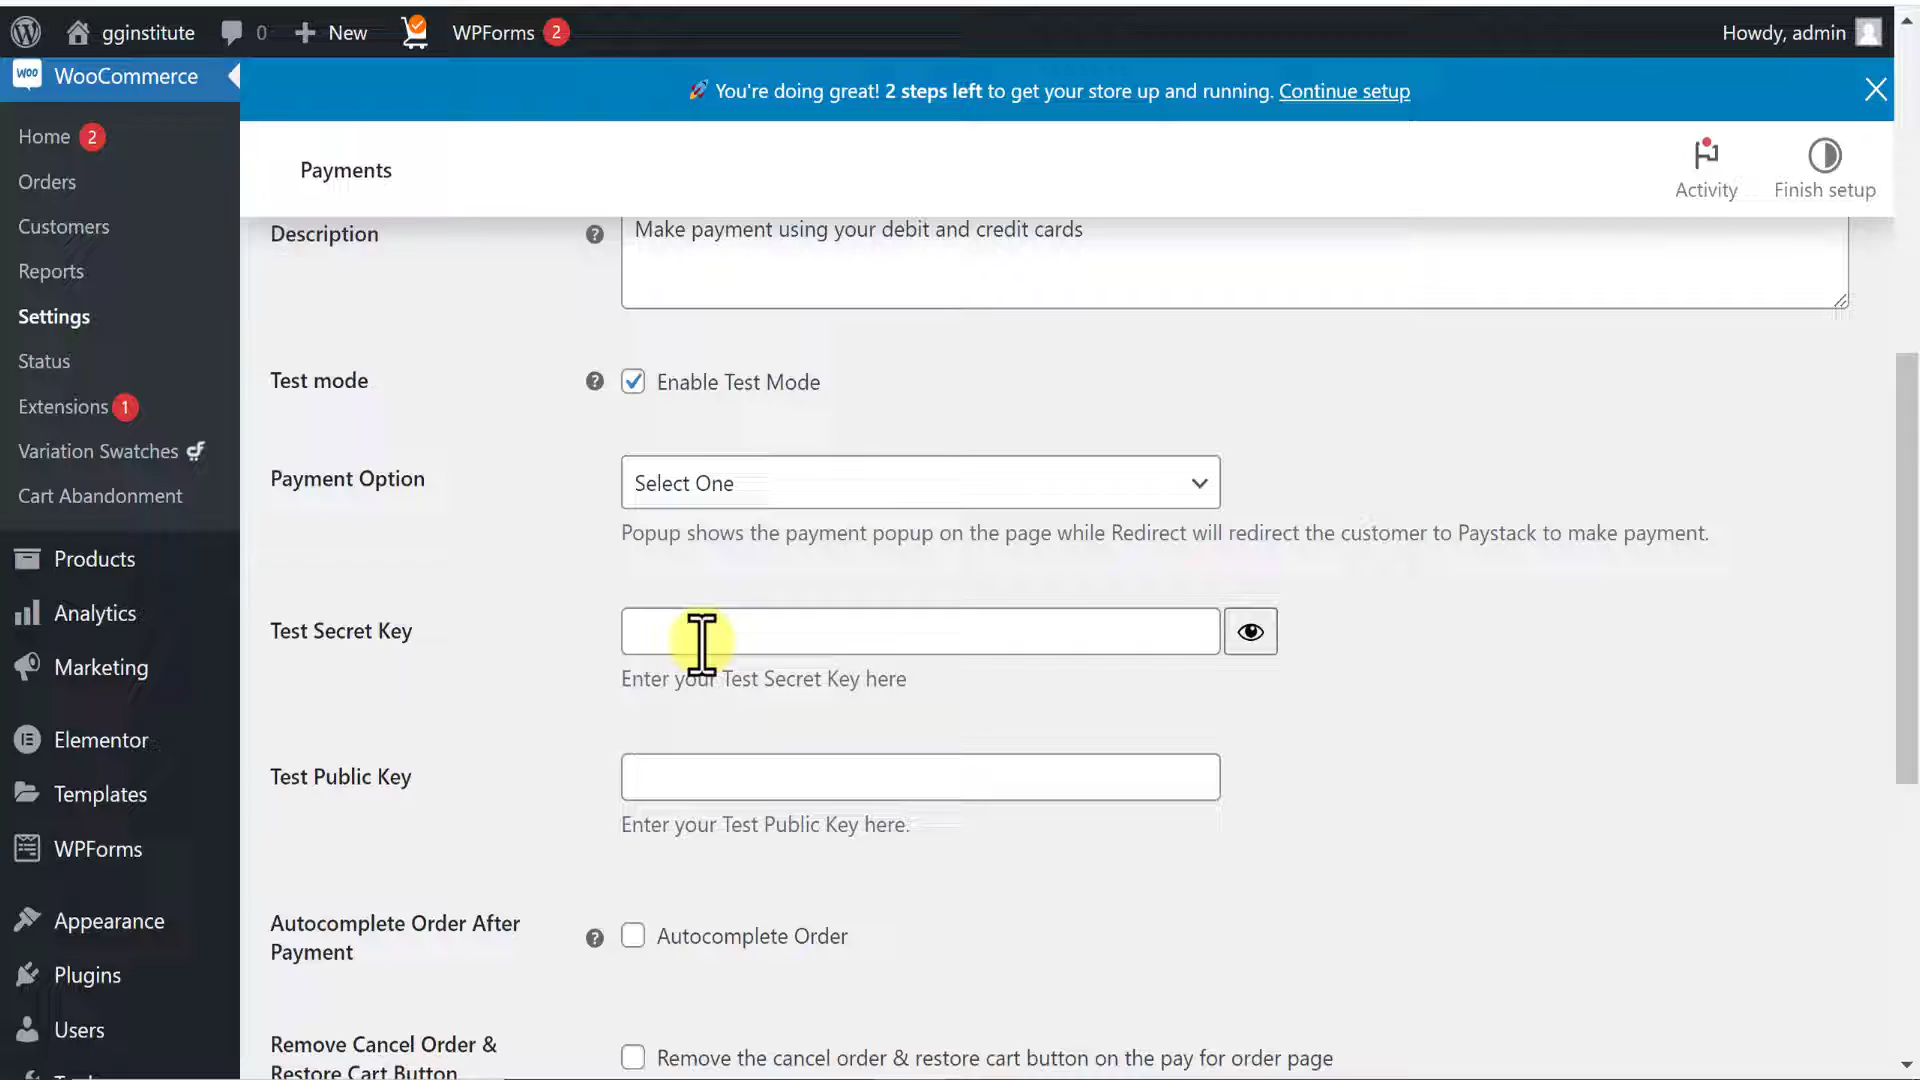 gginstitute 0 New WPForms 2 Howdy, admin
woo WooCommerce
🚀 You're doing great! 2 steps left to get your store up and running. Continue setup
Home 2
Orders
Customers
Reports
Settings
Status
Extensions 1
Variation Swatches
Cart Abandonment
Products
Analytics
Marketing
Elementor
Templates
WPForms
Appearance
Plugins
Users
Payments
Activity
Finish setup
Description
Make payment using your debit and credit cards
Test mode
Enable Test Mode
Payment Option
Select One
Popup shows the payment popup on the page while Redirect will redirect the customer to Paystack to make payment.
Test Secret Key
Enter your Test Secret Key here
Test Public Key
Enter your Test Public Key here.
Autocomplete Order After
Payment
Autocomplete Order
Remove Cancel Order &
Restore Cart Button
Remove the cancel order & restore cart button on the pay for order page